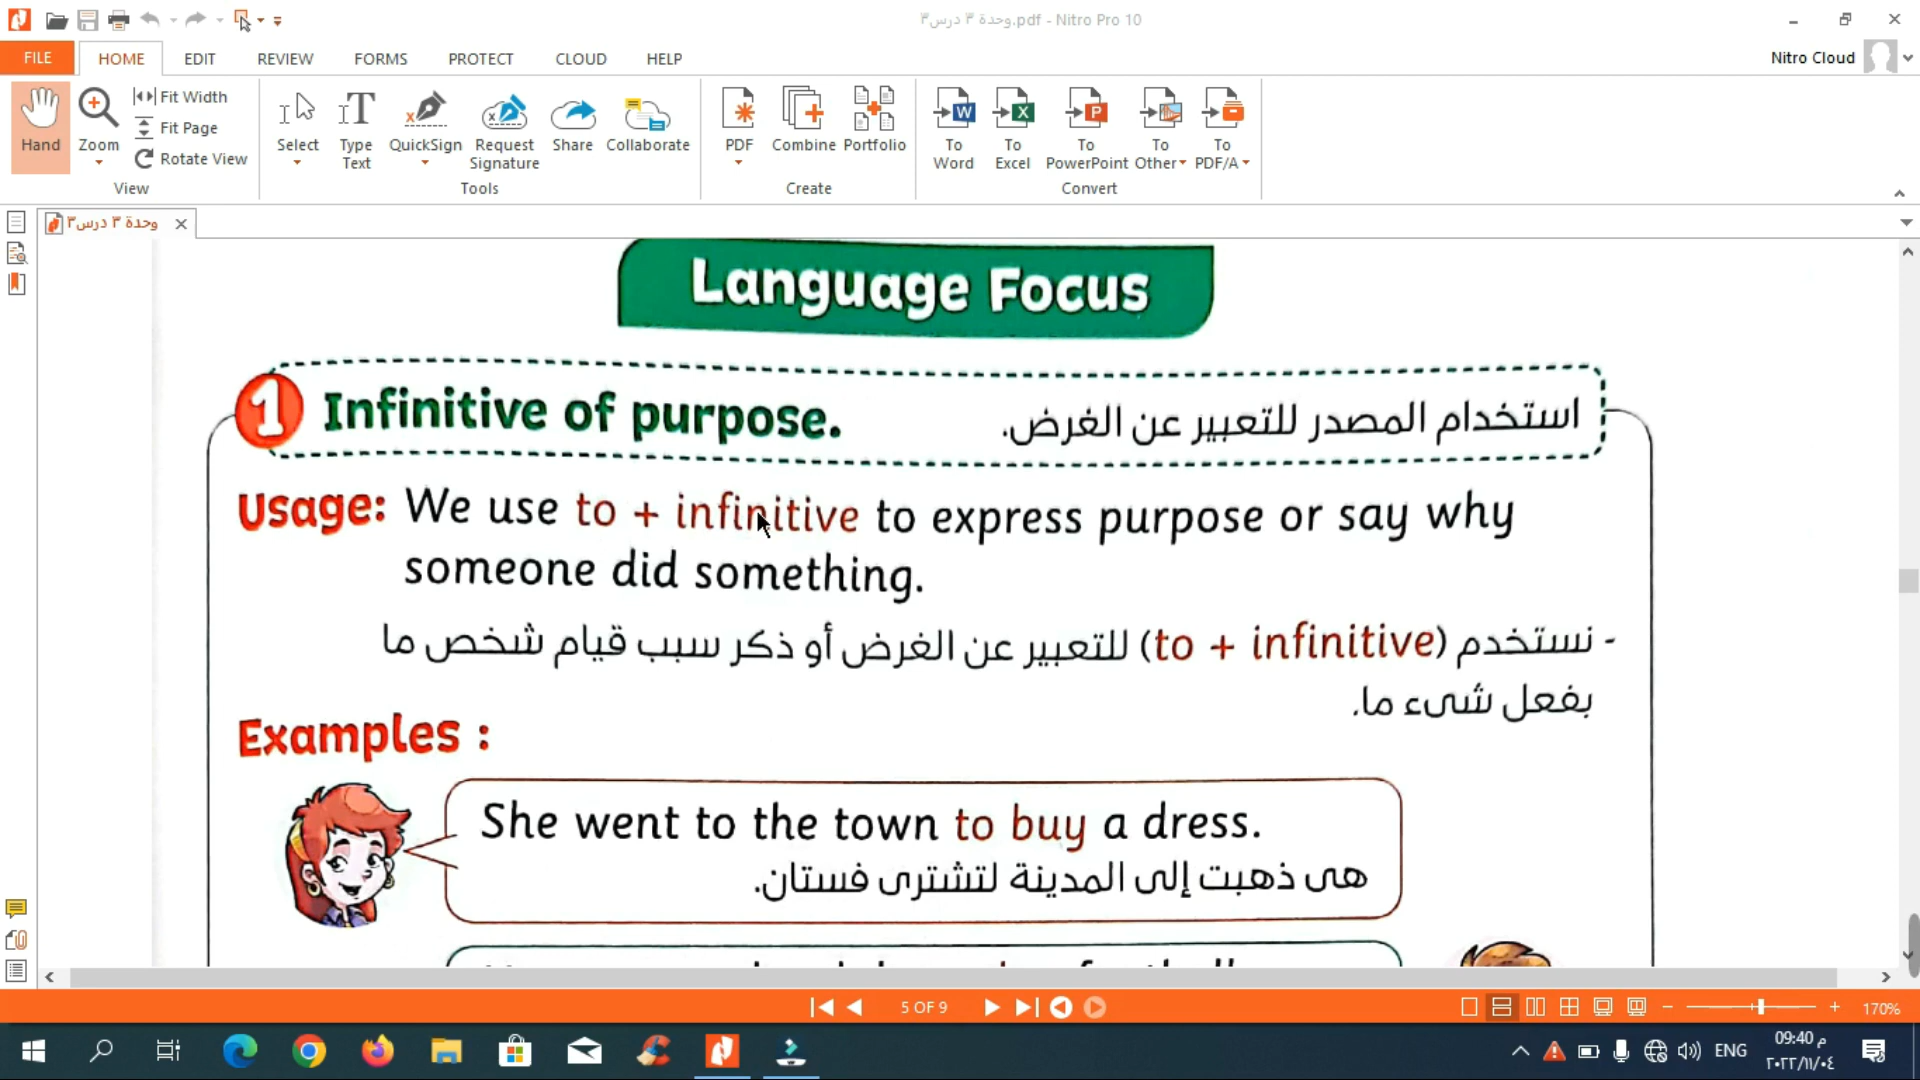 وحدة ٣ درس٣.pdf - Nitro Pro 10
FILE HOME EDIT REVIEW FORMS PROTECT CLOUD HELP
Nitro Cloud
Hand
Zoom
Fit Width
Fit Page
Rotate View
View
Select
Type Text
QuickSign
Request Signature
Share
Collaborate
Tools
PDF
Combine
Portfolio
Create
To Word
To Excel
To PowerPoint
To Other
To PDF/A
Convert
وحدة ٣ درس٣
Language Focus
1 Infinitive of purpose. استخدام المصدر للتعبير عن الغرض.
Usage: We use to + infinitive to express purpose or say why
someone did something.
- نستخدم (to + infinitive) للتعبير عن الغرض أو ذكر سبب قيام شخص ما
بفعل شىء ما.
Examples :
She went to the town to buy a dress.
هى ذهبت إلى المدينة لتشترى فستان.
5 OF 9
170%
ENG
09:40 م
٢٠٢٢/١١/٠٤